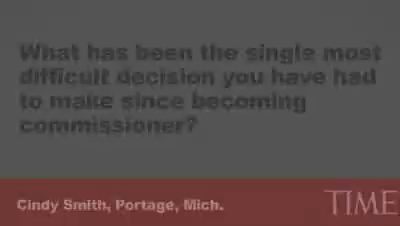 What has been the single most
difficult decision you have had
to make since becoming
commissioner?
Cindy Smith, Portage, Mich.
TIME